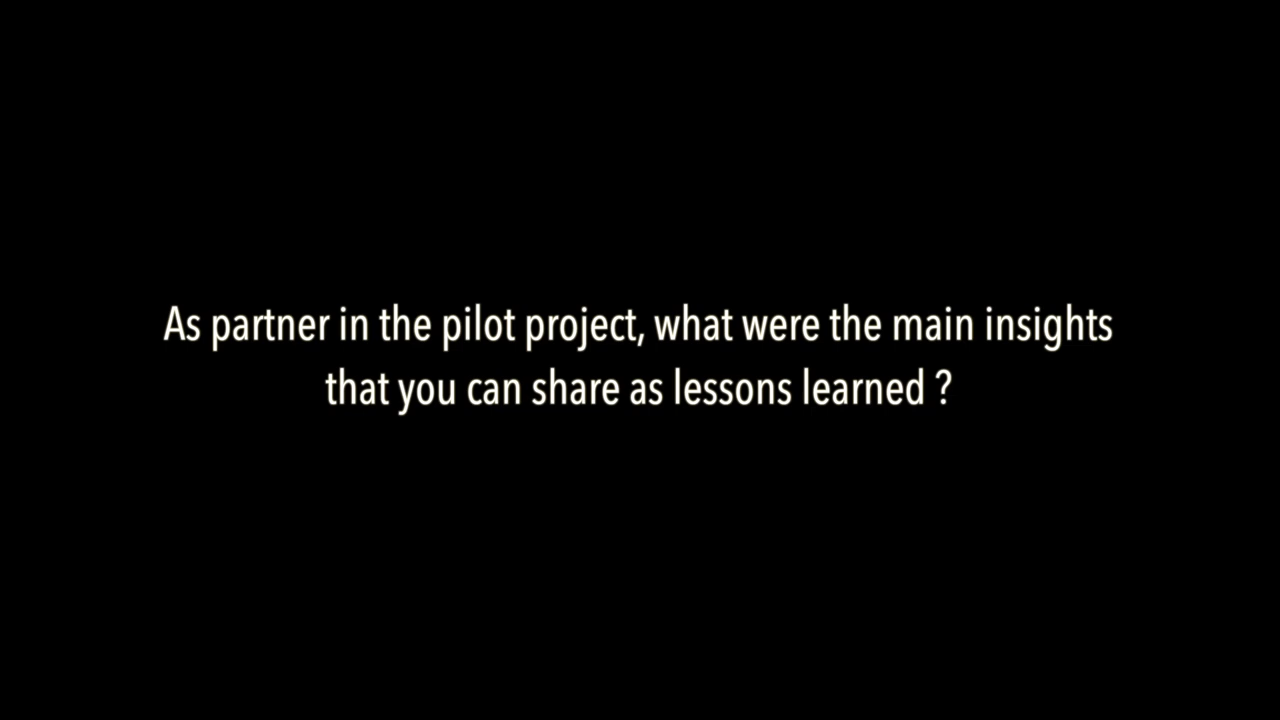 As partner in the pilot project, what were the main insights
that you can share as lessons learned ?